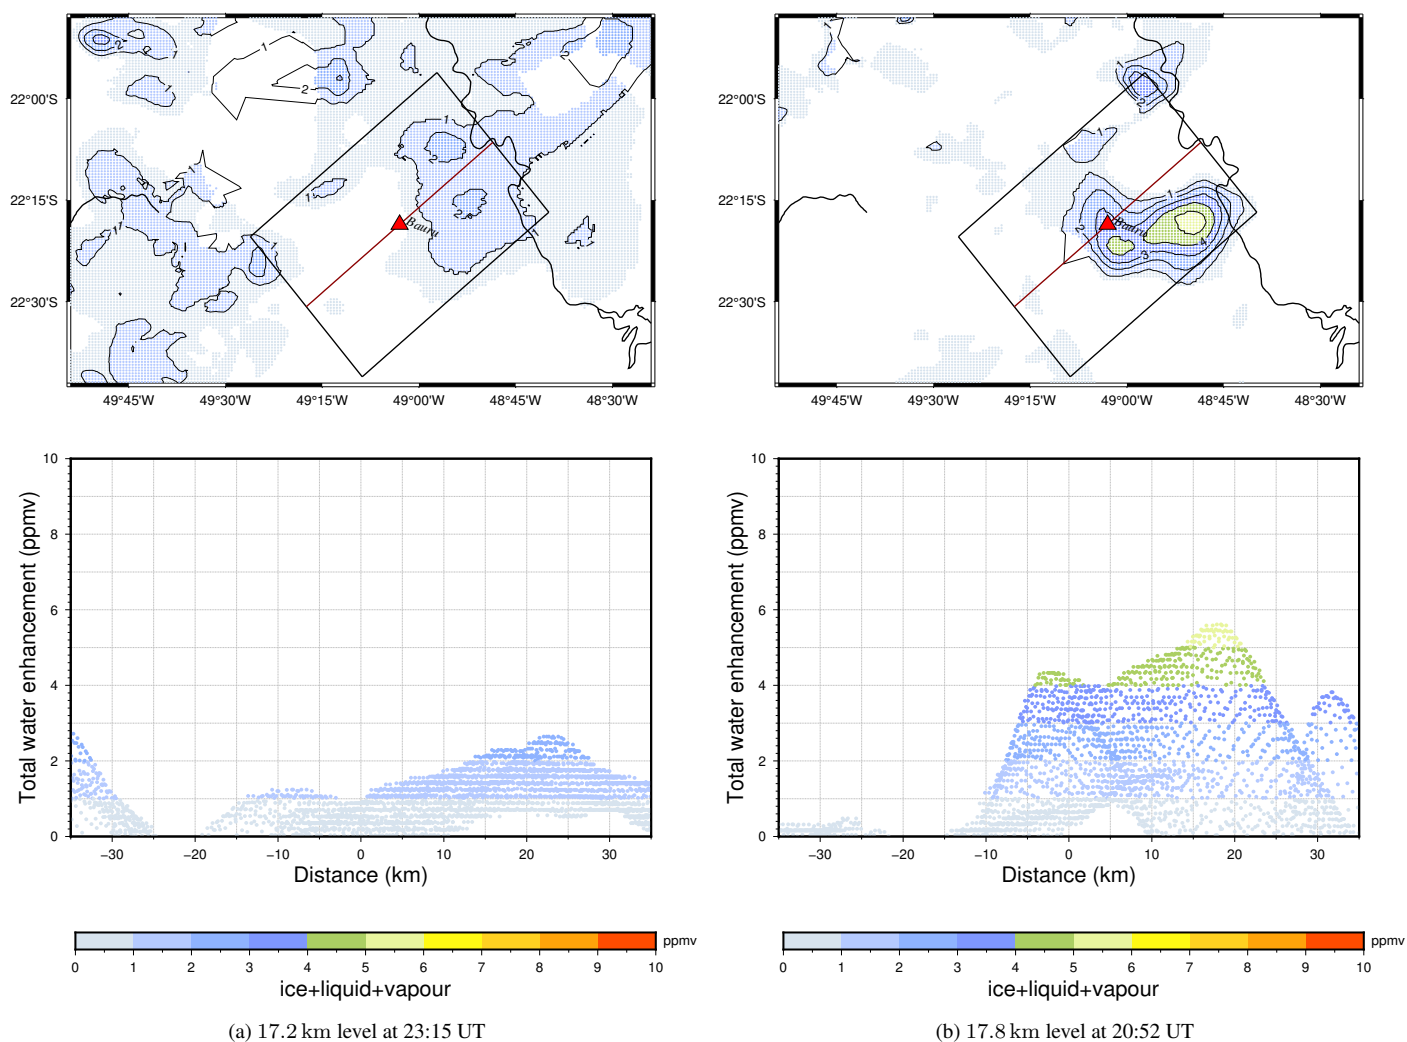 22°00'S
22°15'S
22°30'S
49°45'W 49°30'W 49°15'W 49°00'W 48°45'W 48°30'W
Bauru
22°00'S
22°15'S
22°30'S
49°45'W 49°30'W 49°15'W 49°00'W 48°45'W 48°30'W
Bauru
Total water enhancement (ppmv)
10
8
6
4
2
0
−30 −20 −10 0 10 20 30
Distance (km)
Total water enhancement (ppmv)
10
8
6
4
2
0
−30 −20 −10 0 10 20 30
Distance (km)
ppmv
0 1 2 3 4 5 6 7 8 9 10
ice+liquid+vapour
ppmv
0 1 2 3 4 5 6 7 8 9 10
ice+liquid+vapour
(a) 17.2 km level at 23:15 UT
(b) 17.8 km level at 20:52 UT